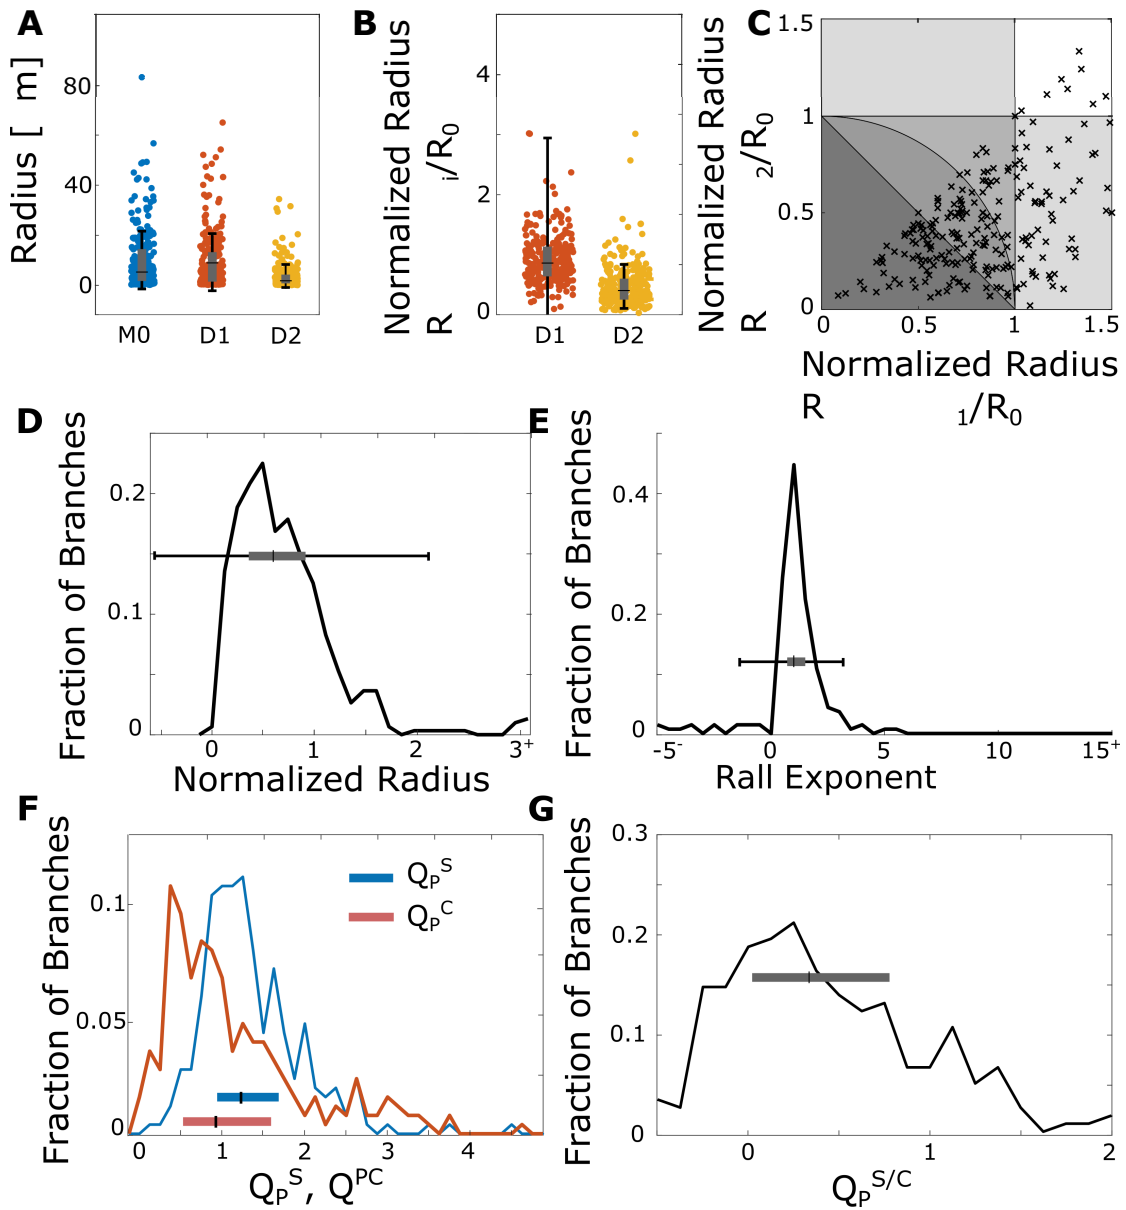 A
Radius [ m]
80
40
0
M0
D1
D2
B
Normalized Radius
R i/R0
4
2
0
D1
D2
C
Normalized Radius
R 2/R0
1.5
1
0.5
0
0
0.5
1
1.5
Normalized Radius
R 1/R0
D
Fraction of Branches
0.2
0.1
0
0
1
2
3+
Normalized Radius
E
Fraction of Branches
0.4
0.2
0
-5-
0
5
10
15+
Rall Exponent
F
Fraction of Branches
0.1
0.05
0
QPS
QPC
0
1
2
3
4
QPS, QPC
G
Fraction of Branches
0.3
0.2
0.1
0
0
1
2
QPS/C